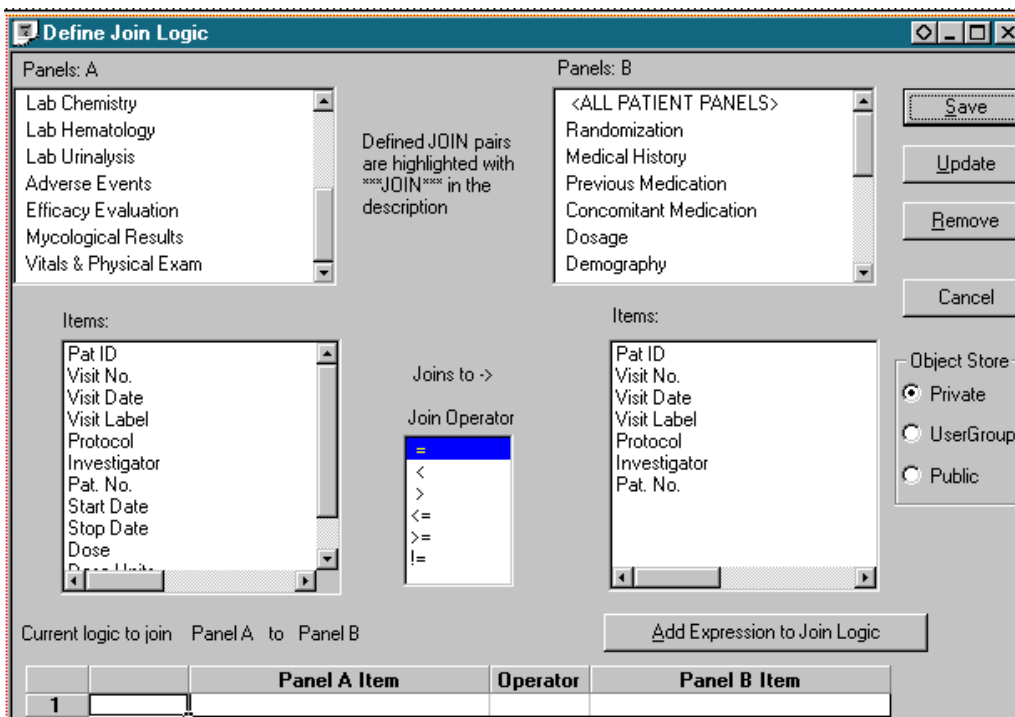 Define Join Logic
Panels: A
Lab Chemistry
Lab Hematology
Lab Urinalysis
Adverse Events
Efficacy Evaluation
Mycological Results
Vitals & Physical Exam
Defined JOIN pairs
are highlighted with
***JOIN*** in the
description
Panels: B
<ALL PATIENT PANELS>
Randomization
Medical History
Previous Medication
Concomitant Medication
Dosage
Demography
Save
Update
Remove
Cancel
Items:
Pat ID
Visit No.
Visit Date
Visit Label
Protocol
Investigator
Pat. No.
Start Date
Stop Date
Dose
Joins to ->
Join Operator
=
<
>
<=
>=
!=
Items:
Pat ID
Visit No.
Visit Date
Visit Label
Protocol
Investigator
Pat. No.
Object Store
Private
UserGroup
Public
Current logic to join Panel A to Panel B
Add Expression to Join Logic
Panel A Item Operator Panel B Item
1